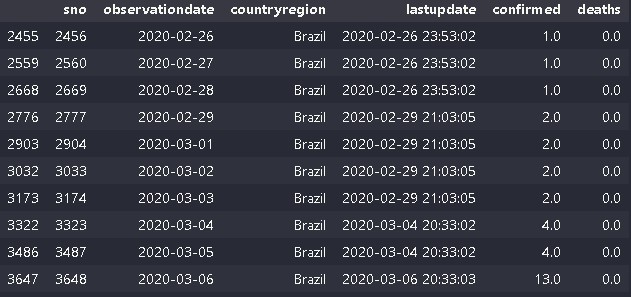 sno observationdate countryregion lastupdate confirmed deaths
2455 2456 2020-02-26 Brazil 2020-02-26 23:53:02 1.0 0.0
2559 2560 2020-02-27 Brazil 2020-02-26 23:53:02 1.0 0.0
2668 2669 2020-02-28 Brazil 2020-02-26 23:53:02 1.0 0.0
2776 2777 2020-02-29 Brazil 2020-02-29 21:03:05 2.0 0.0
2903 2904 2020-03-01 Brazil 2020-02-29 21:03:05 2.0 0.0
3032 3033 2020-03-02 Brazil 2020-02-29 21:03:05 2.0 0.0
3173 3174 2020-03-03 Brazil 2020-02-29 21:03:05 2.0 0.0
3322 3323 2020-03-04 Brazil 2020-03-04 20:33:02 4.0 0.0
3486 3487 2020-03-05 Brazil 2020-03-04 20:33:02 4.0 0.0
3647 3648 2020-03-06 Brazil 2020-03-06 20:33:03 13.0 0.0